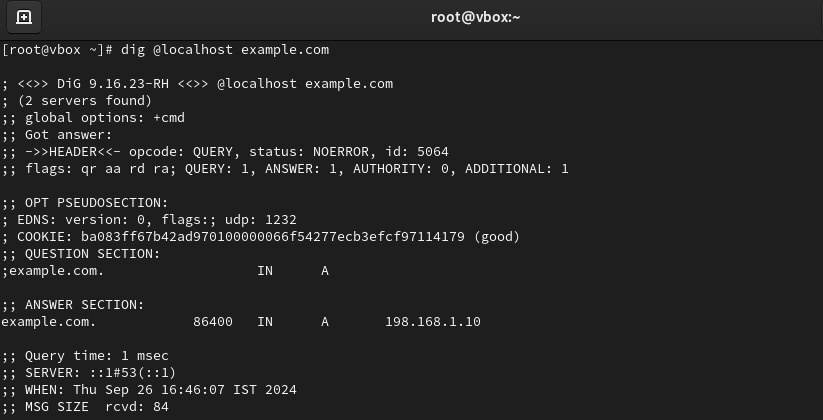 root@vbox:~
[root@vbox ~]# dig @localhost example.com
; <<>> DiG 9.16.23-RH <<>> @localhost example.com
; (2 servers found)
;; global options: +cmd
;; Got answer:
;; ->>HEADER<<- opcode: QUERY, status: NOERROR, id: 5064
;; flags: qr aa rd ra; QUERY: 1, ANSWER: 1, AUTHORITY: 0, ADDITIONAL: 1
;; OPT PSEUDOSECTION:
; EDNS: version: 0, flags:; udp: 1232
; COOKIE: ba083ff67b42ad970100000066f54277ecb3efcf97114179 (good)
;; QUESTION SECTION:
;example.com. IN A
;; ANSWER SECTION:
example.com. 86400 IN A 198.168.1.10
;; Query time: 1 msec
;; SERVER: ::1#53(::1)
;; WHEN: Thu Sep 26 16:46:07 IST 2024
;; MSG SIZE rcvd: 84